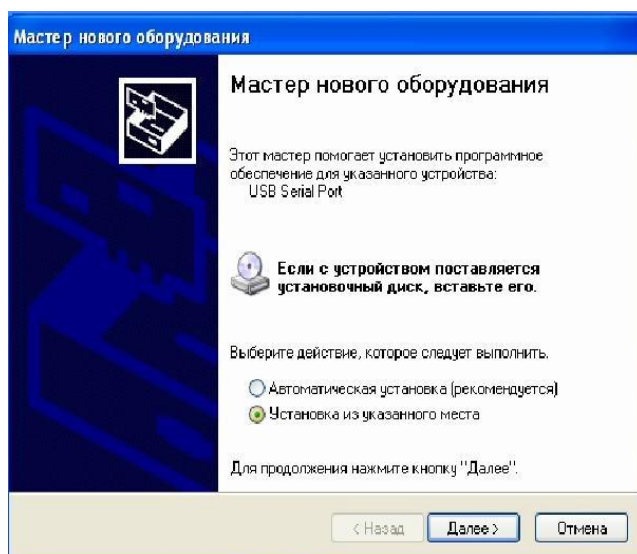 Мастер нового оборудования
Мастер нового оборудования
Этот мастер помогает установить программное
обеспечение для указанного устройства:
USB Serial Port
Если с устройством поставляется
установочный диск, вставьте его.
Выберите действие, которое следует выполнить.
Автоматическая установка (рекомендуется)
Установка из указанного места
Для продолжения нажмите кнопку "Далее".
< Назад Далее > Отмена